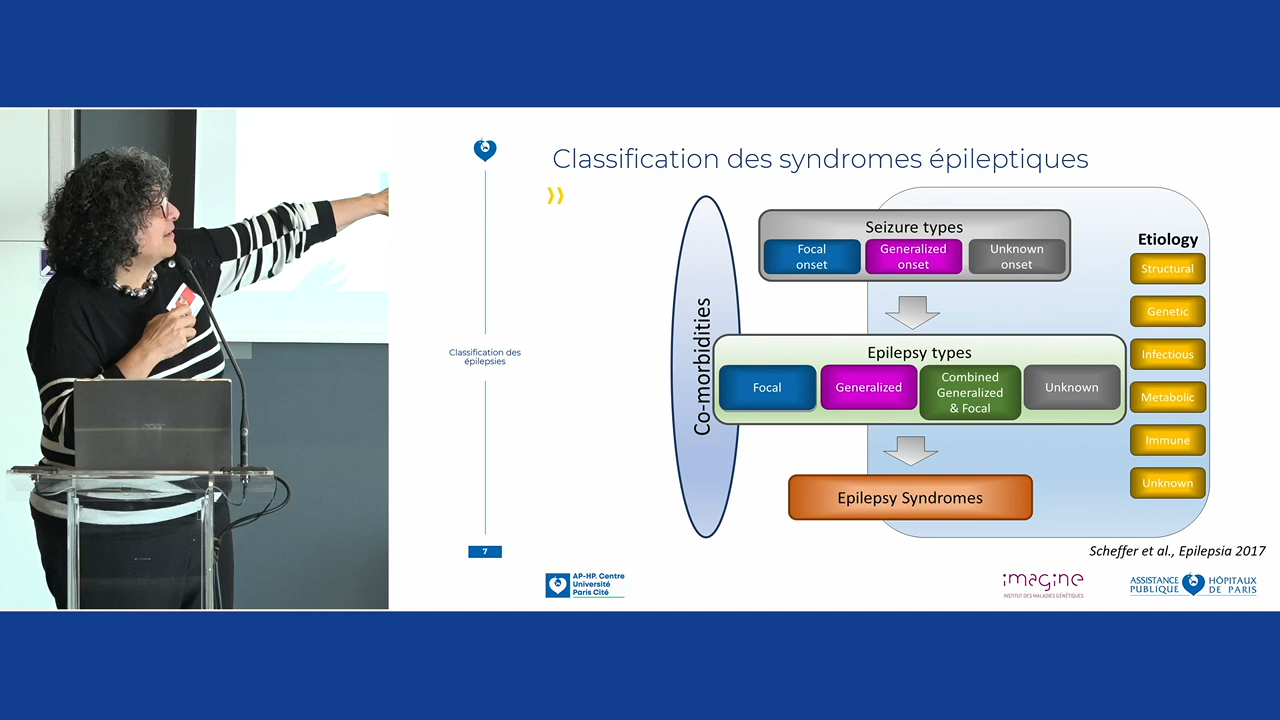 Classification des syndromes épileptiques
Classification des
épilepsies
7
Co-morbidities
Seizure types
Focal
onset
Generalized
onset
Unknown
onset
Epilepsy types
Focal
Generalized
Combined
Generalized
& Focal
Unknown
Epilepsy Syndromes
Etiology
Structural
Genetic
Infectious
Metabolic
Immune
Unknown
Scheffer et al., Epilepsia 2017
AP-HP. Centre
Université
Paris Cité
imagine
INSTITUT DES MALADIES GÉNÉTIQUES
ASSISTANCE
PUBLIQUE
HÔPITAUX
DE PARIS